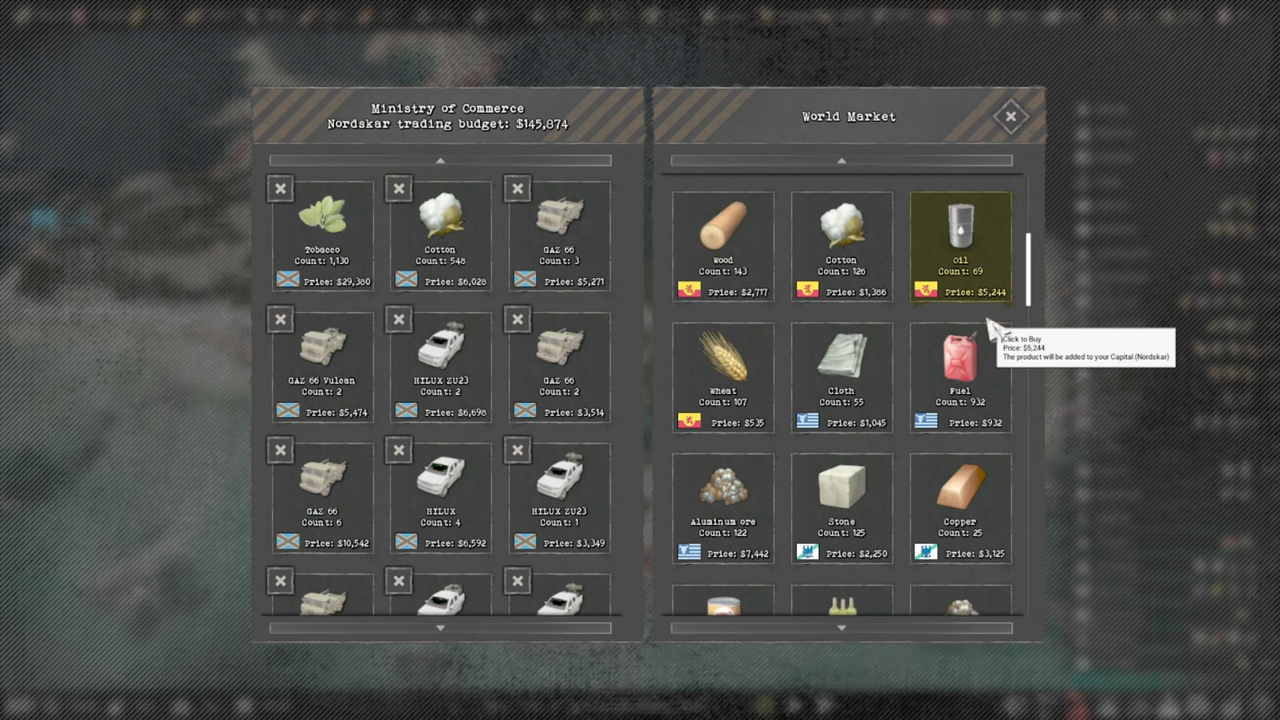 Ministry of Commerce
Nordskar trading budget: $145,874
Tobacco
Count: 1,130
Price: $29,380
Cotton
Count: 548
Price: $6,028
GAZ 66
Count: 3
Price: $5,271
GAZ 66 Vulcan
Count: 2
Price: $5,474
HILUX ZU23
Count: 2
Price: $6,698
GAZ 66
Count: 2
Price: $3,514
GAZ 66
Count: 6
Price: $10,542
HILUX
Count: 4
Price: $6,592
HILUX ZU23
Count: 1
Price: $3,349
World Market
Wood
Count: 143
Price: $2,717
Cotton
Count: 126
Price: $1,386
Oil
Count: 69
Price: $5,244
Click to Buy
Price: $5,244
The product will be added to your Capital (Nordskar)
Wheat
Count: 107
Price: $535
Cloth
Count: 55
Price: $1,045
Fuel
Count: 932
Price: $932
Aluminum ore
Count: 122
Price: $7,442
Stone
Count: 125
Price: $2,250
Copper
Count: 25
Price: $3,125